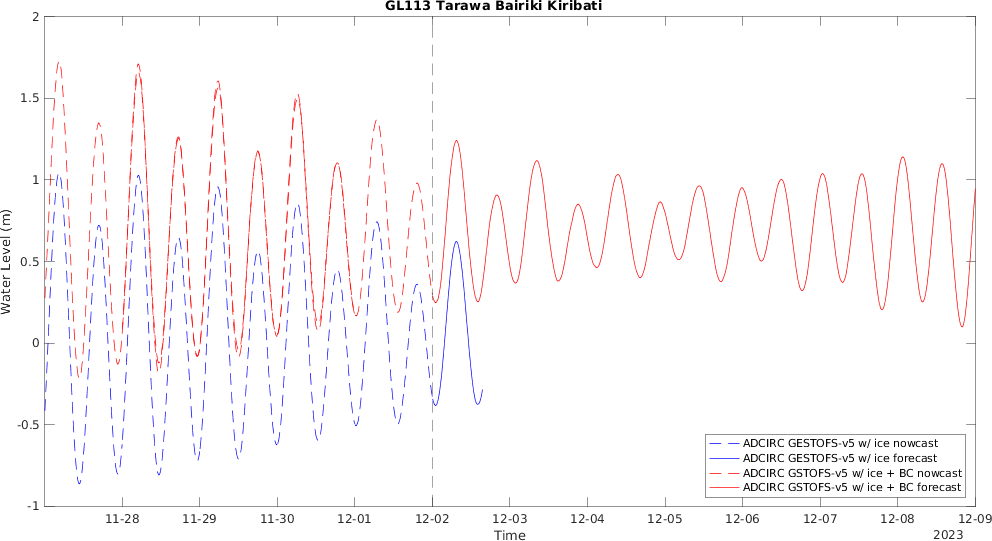 GL113 Tarawa Bairiki Kiribati
Water Level (m)
2
1.5
1
0.5
0
-0.5
-1
11-28
11-29
11-30
12-01
12-02
12-03
12-04
12-05
12-06
12-07
12-08
12-09
Time
2023
ADCIRC GESTOFS-v5 w/ ice nowcast
ADCIRC GESTOFS-v5 w/ ice forecast
ADCIRC GSTOFS-v5 w/ ice + BC nowcast
ADCIRC GSTOFS-v5 w/ ice + BC forecast